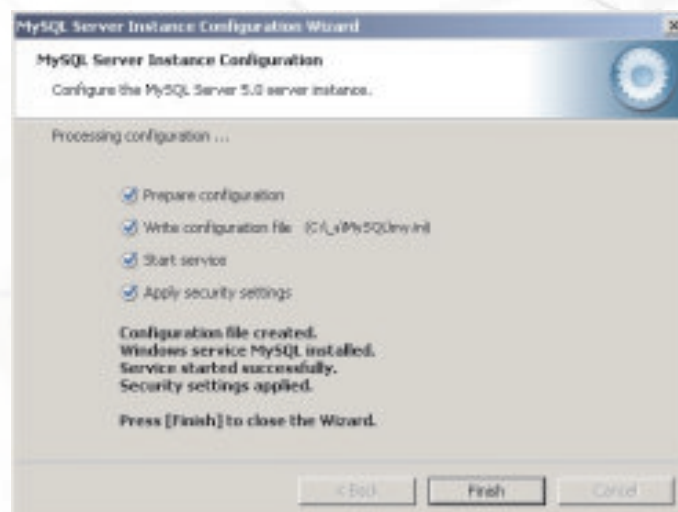 MySQL Server Instance Configuration Wizard
MySQL Server Instance Configuration
Configure the MySQL Server 5.0 server instance.
Processing configuration ...
Prepare configuration
Write configuration file
Start service
Apply security settings
Configuration file created.
Windows service MySQL installed.
Service started successfully.
Security settings applied.
Press [Finish] to close the Wizard.
< Back Finish Cancel